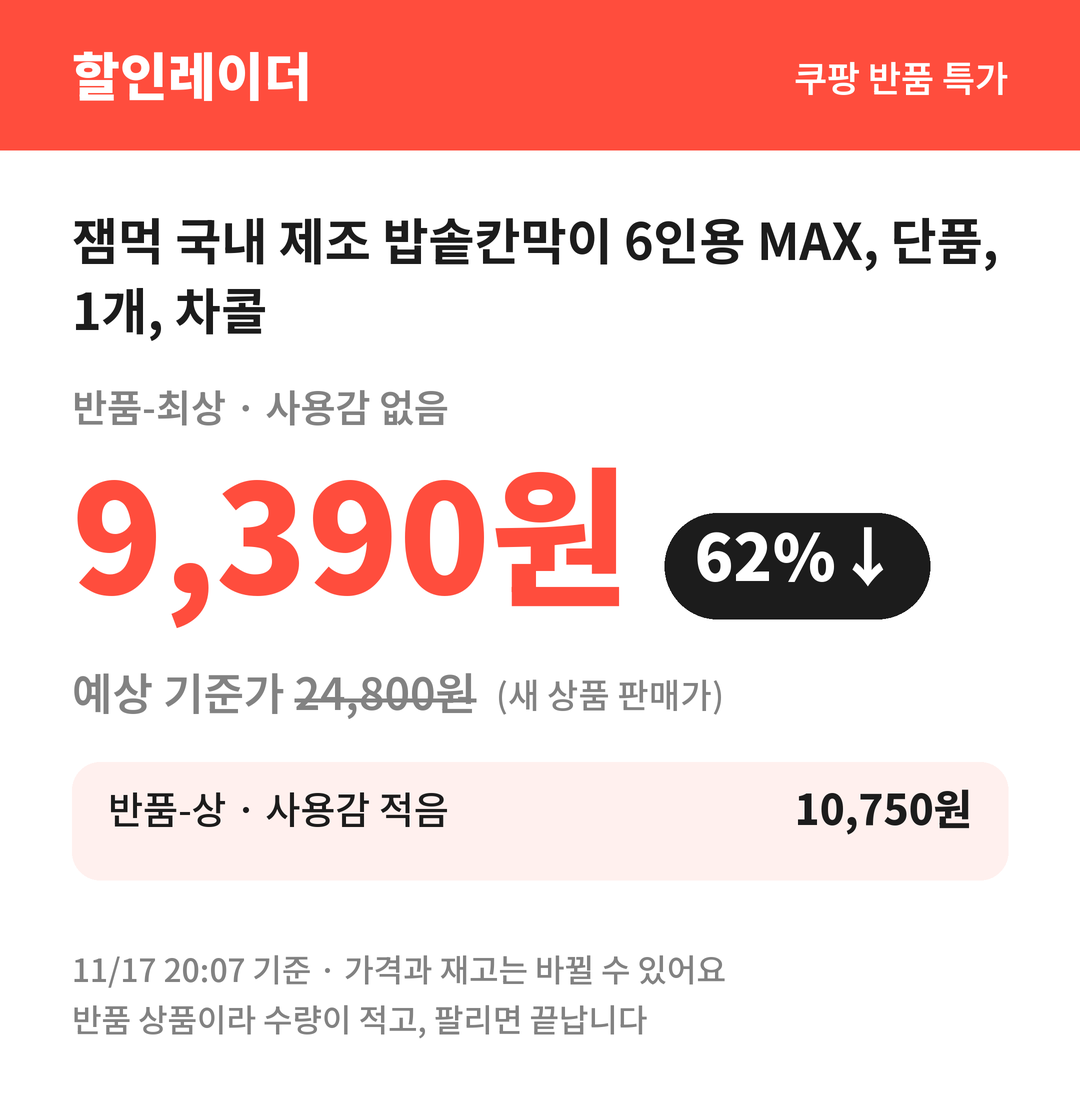 할인레이더
쿠팡 반품 특가
잼먹 국내 제조 밥솥칸막이 6인용 MAX, 단품,
1개, 차콜
반품-최상 · 사용감 없음
9,390원 62%↓
예상 기준가 24,800원 (새 상품 판매가)
반품-상 · 사용감 적음 10,750원
11/17 20:07 기준 · 가격과 재고는 바뀔 수 있어요
반품 상품이라 수량이 적고, 팔리면 끝납니다